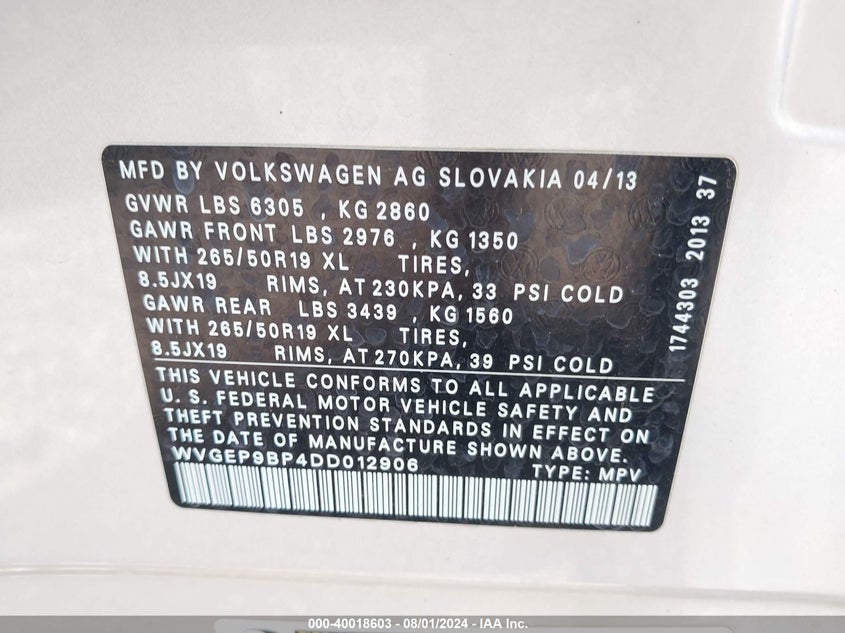 MFD BY VOLKSWAGEN AG SLOVAKIA 04/13
GVWR LBS 6305 , KG 2860
GAWR FRONT LBS 2976 , KG 1350
WITH 265/50R19 XL TIRES,
8.5JX19 RIMS, AT 230KPA, 33 PSI COLD
GAWR REAR LBS 3439 , KG 1560
WITH 265/50R19 XL TIRES,
8.5JX19 RIMS, AT 270KPA, 39 PSI COLD
THIS VEHICLE CONFORMS TO ALL APPLICABLE
U. S. FEDERAL MOTOR VEHICLE SAFETY AND
THEFT PREVENTION STANDARDS IN EFFECT ON
THE DATE OF MANUFACTURE SHOWN ABOVE.
WVGEP9BP4DD012906 TYPE: MPV
1744303 2013 37
000-40018603 - 08/01/2024 - IAA Inc.